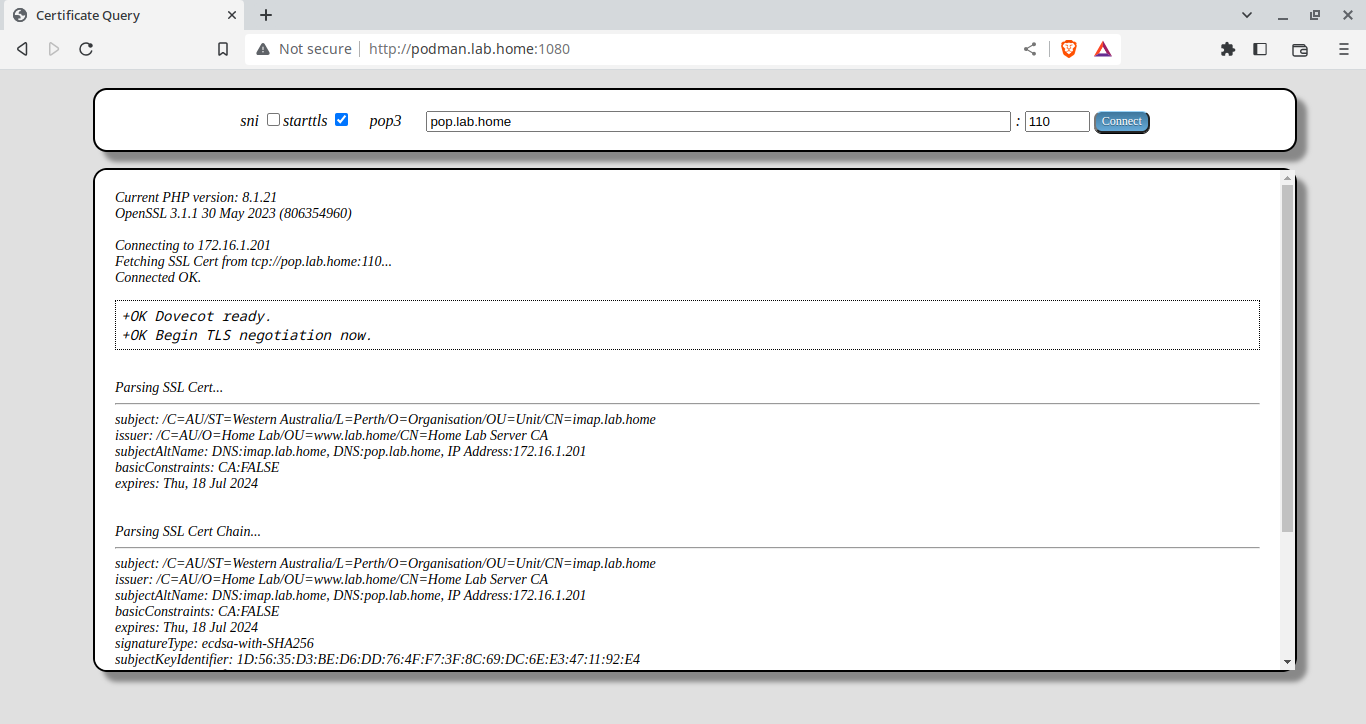 Certificate Query
Not secure http://podman.lab.home:1080
sni starttls pop3 pop.lab.home : 110 Connect
Current PHP version: 8.1.21
OpenSSL 3.1.1 30 May 2023 (806354960)
Connecting to 172.16.1.201
Fetching SSL Cert from tcp://pop.lab.home:110...
Connected OK.
+OK Dovecot ready.
+OK Begin TLS negotiation now.
Parsing SSL Cert...
subject: /C=AU/ST=Western Australia/L=Perth/O=Organisation/OU=Unit/CN=imap.lab.home
issuer: /C=AU/O=Home Lab/OU=www.lab.home/CN=Home Lab Server CA
subjectAltName: DNS:imap.lab.home, DNS:pop.lab.home, IP Address:172.16.1.201
basicConstraints: CA:FALSE
expires: Thu, 18 Jul 2024
Parsing SSL Cert Chain...
subject: /C=AU/ST=Western Australia/L=Perth/O=Organisation/OU=Unit/CN=imap.lab.home
issuer: /C=AU/O=Home Lab/OU=www.lab.home/CN=Home Lab Server CA
subjectAltName: DNS:imap.lab.home, DNS:pop.lab.home, IP Address:172.16.1.201
basicConstraints: CA:FALSE
expires: Thu, 18 Jul 2024
signatureType: ecdsa-with-SHA256
subjectKeyIdentifier: 1D:56:35:D3:BE:D6:DD:76:4F:F7:3F:8C:69:DC:6E:E3:47:11:92:E4